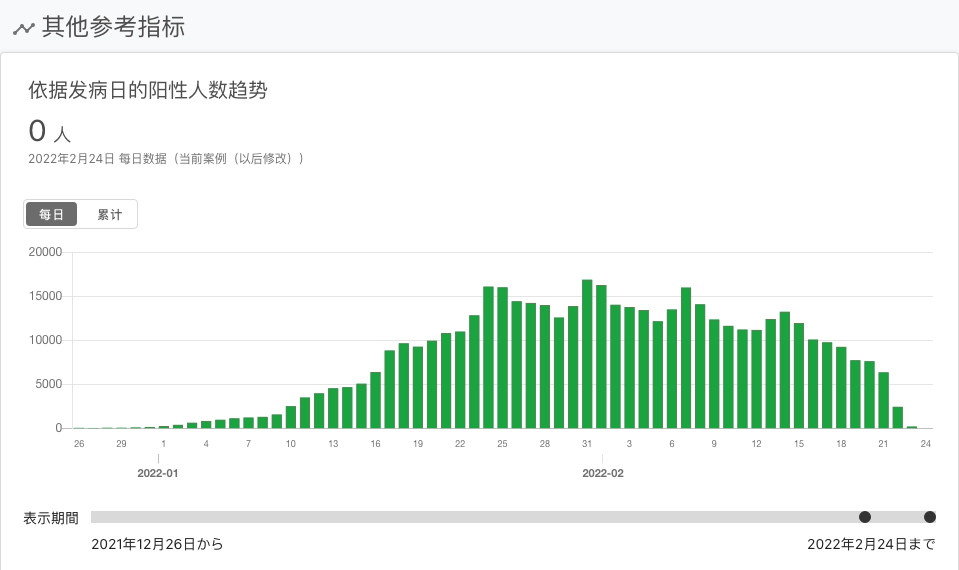 其他参考指标
依据发病日的阳性人数趋势
0 人
2022年2月24日 每日数据（当前案例（以后修改））
每日 累计
20000
15000
10000
5000
0
26 29 1 4 7 10 13 16 19 22 25 28 31 3 6 9 12 15 18 21 24
2022-01 2022-02
表示期間
2021年12月26日から 2022年2月24日まで